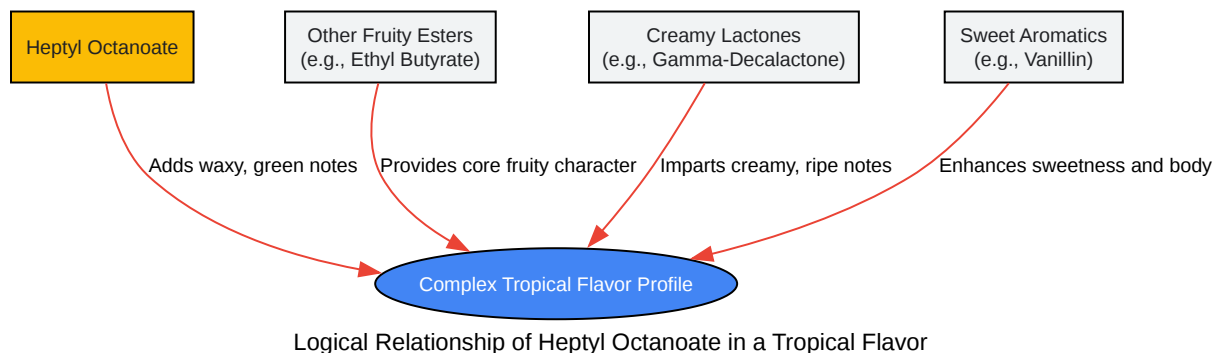 Heptyl Octanoate
Other Fruity Esters
(e.g., Ethyl Butyrate)
Creamy Lactones
(e.g., Gamma-Decalactone)
Sweet Aromatics
(e.g., Vanillin)
Adds waxy, green notes
Provides core fruity character
Imparts creamy, ripe notes
Enhances sweetness and body
Complex Tropical Flavor Profile
Logical Relationship of Heptyl Octanoate in a Tropical Flavor